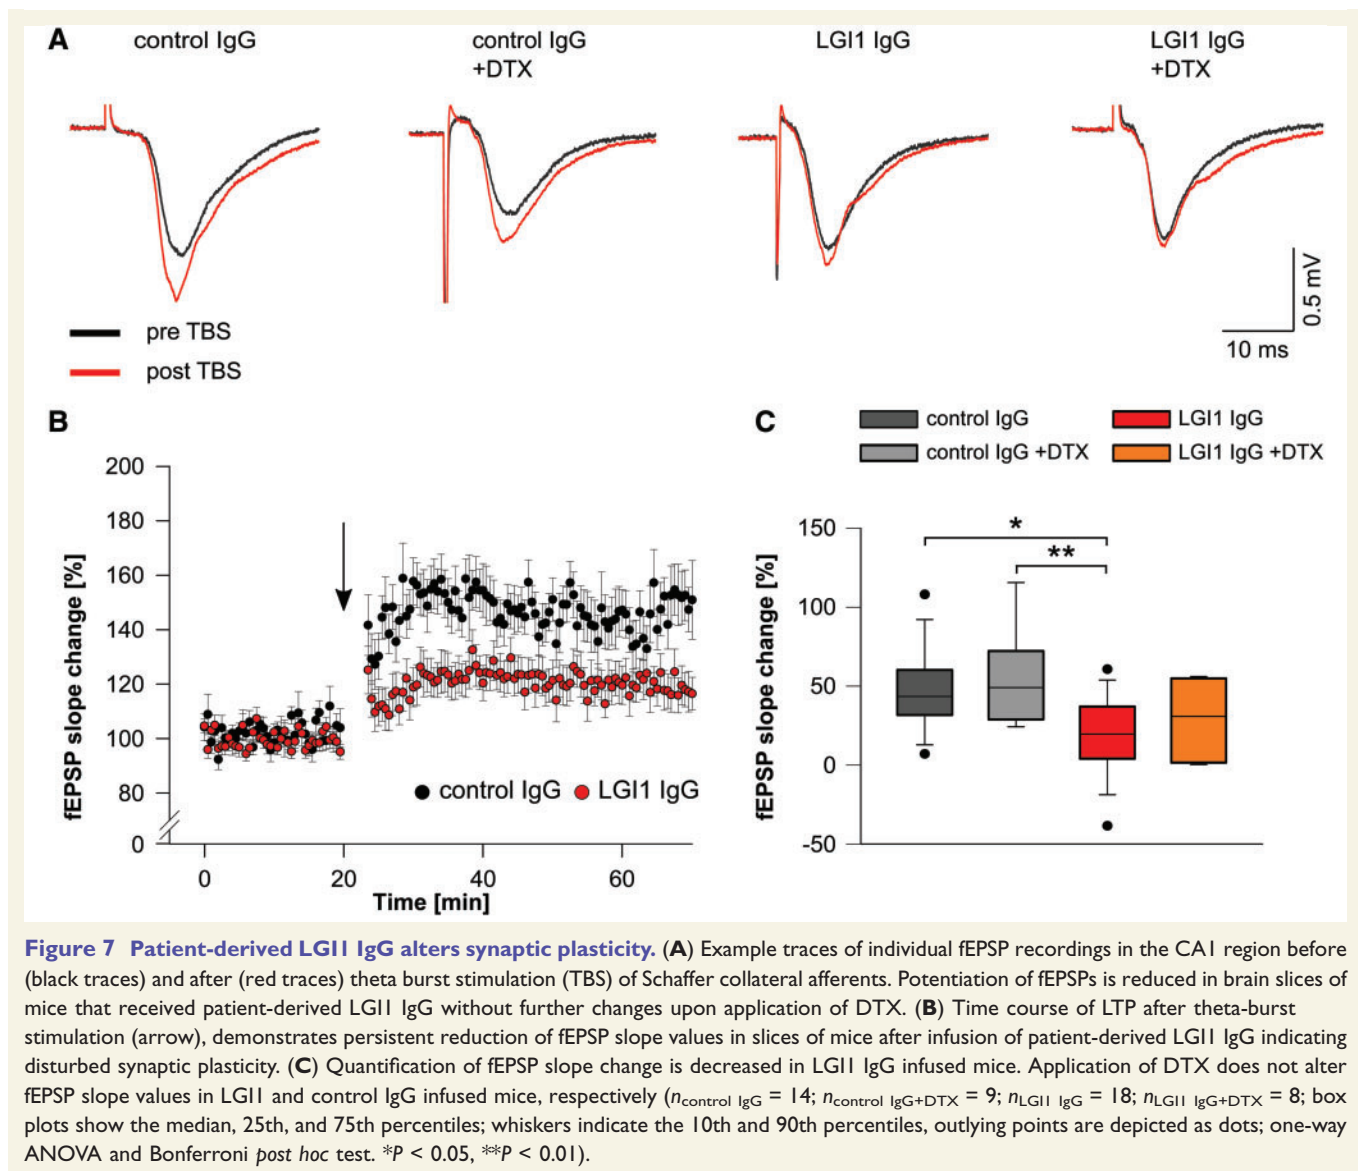 A
control IgG
control IgG
+DTX
LGI1 IgG
LGI1 IgG
+DTX
pre TBS
post TBS
0.5 mV
10 ms
B
fEPSP slope change [%]
200
180
160
140
120
100
80
0
0
20
40
60
Time [min]
control IgG
LGI1 IgG
C
control IgG
LGI1 IgG
control IgG +DTX
LGI1 IgG +DTX
fEPSP slope change [%]
150
100
50
0
-50
*
**
Figure 7 Patient-derived LGI1 IgG alters synaptic plasticity. (A) Example traces of individual fEPSP recordings in the CA1 region before
(black traces) and after (red traces) theta burst stimulation (TBS) of Schaffer collateral afferents. Potentiation of fEPSPs is reduced in brain slices of
mice that received patient-derived LGI1 IgG without further changes upon application of DTX. (B) Time course of LTP after theta-burst
stimulation (arrow), demonstrates persistent reduction of fEPSP slope values in slices of mice after infusion of patient-derived LGI1 IgG indicating
disturbed synaptic plasticity. (C) Quantification of fEPSP slope change is decreased in LGI1 IgG infused mice. Application of DTX does not alter
fEPSP slope values in LGI1 and control IgG infused mice, respectively (n control IgG = 14; n control IgG+DTX = 9; n LGI1 IgG = 18; n LGI1 IgG+DTX = 8; box
plots show the median, 25th, and 75th percentiles; whiskers indicate the 10th and 90th percentiles, outlying points are depicted as dots; one-way
ANOVA and Bonferroni post hoc test. *P < 0.05, **P < 0.01).